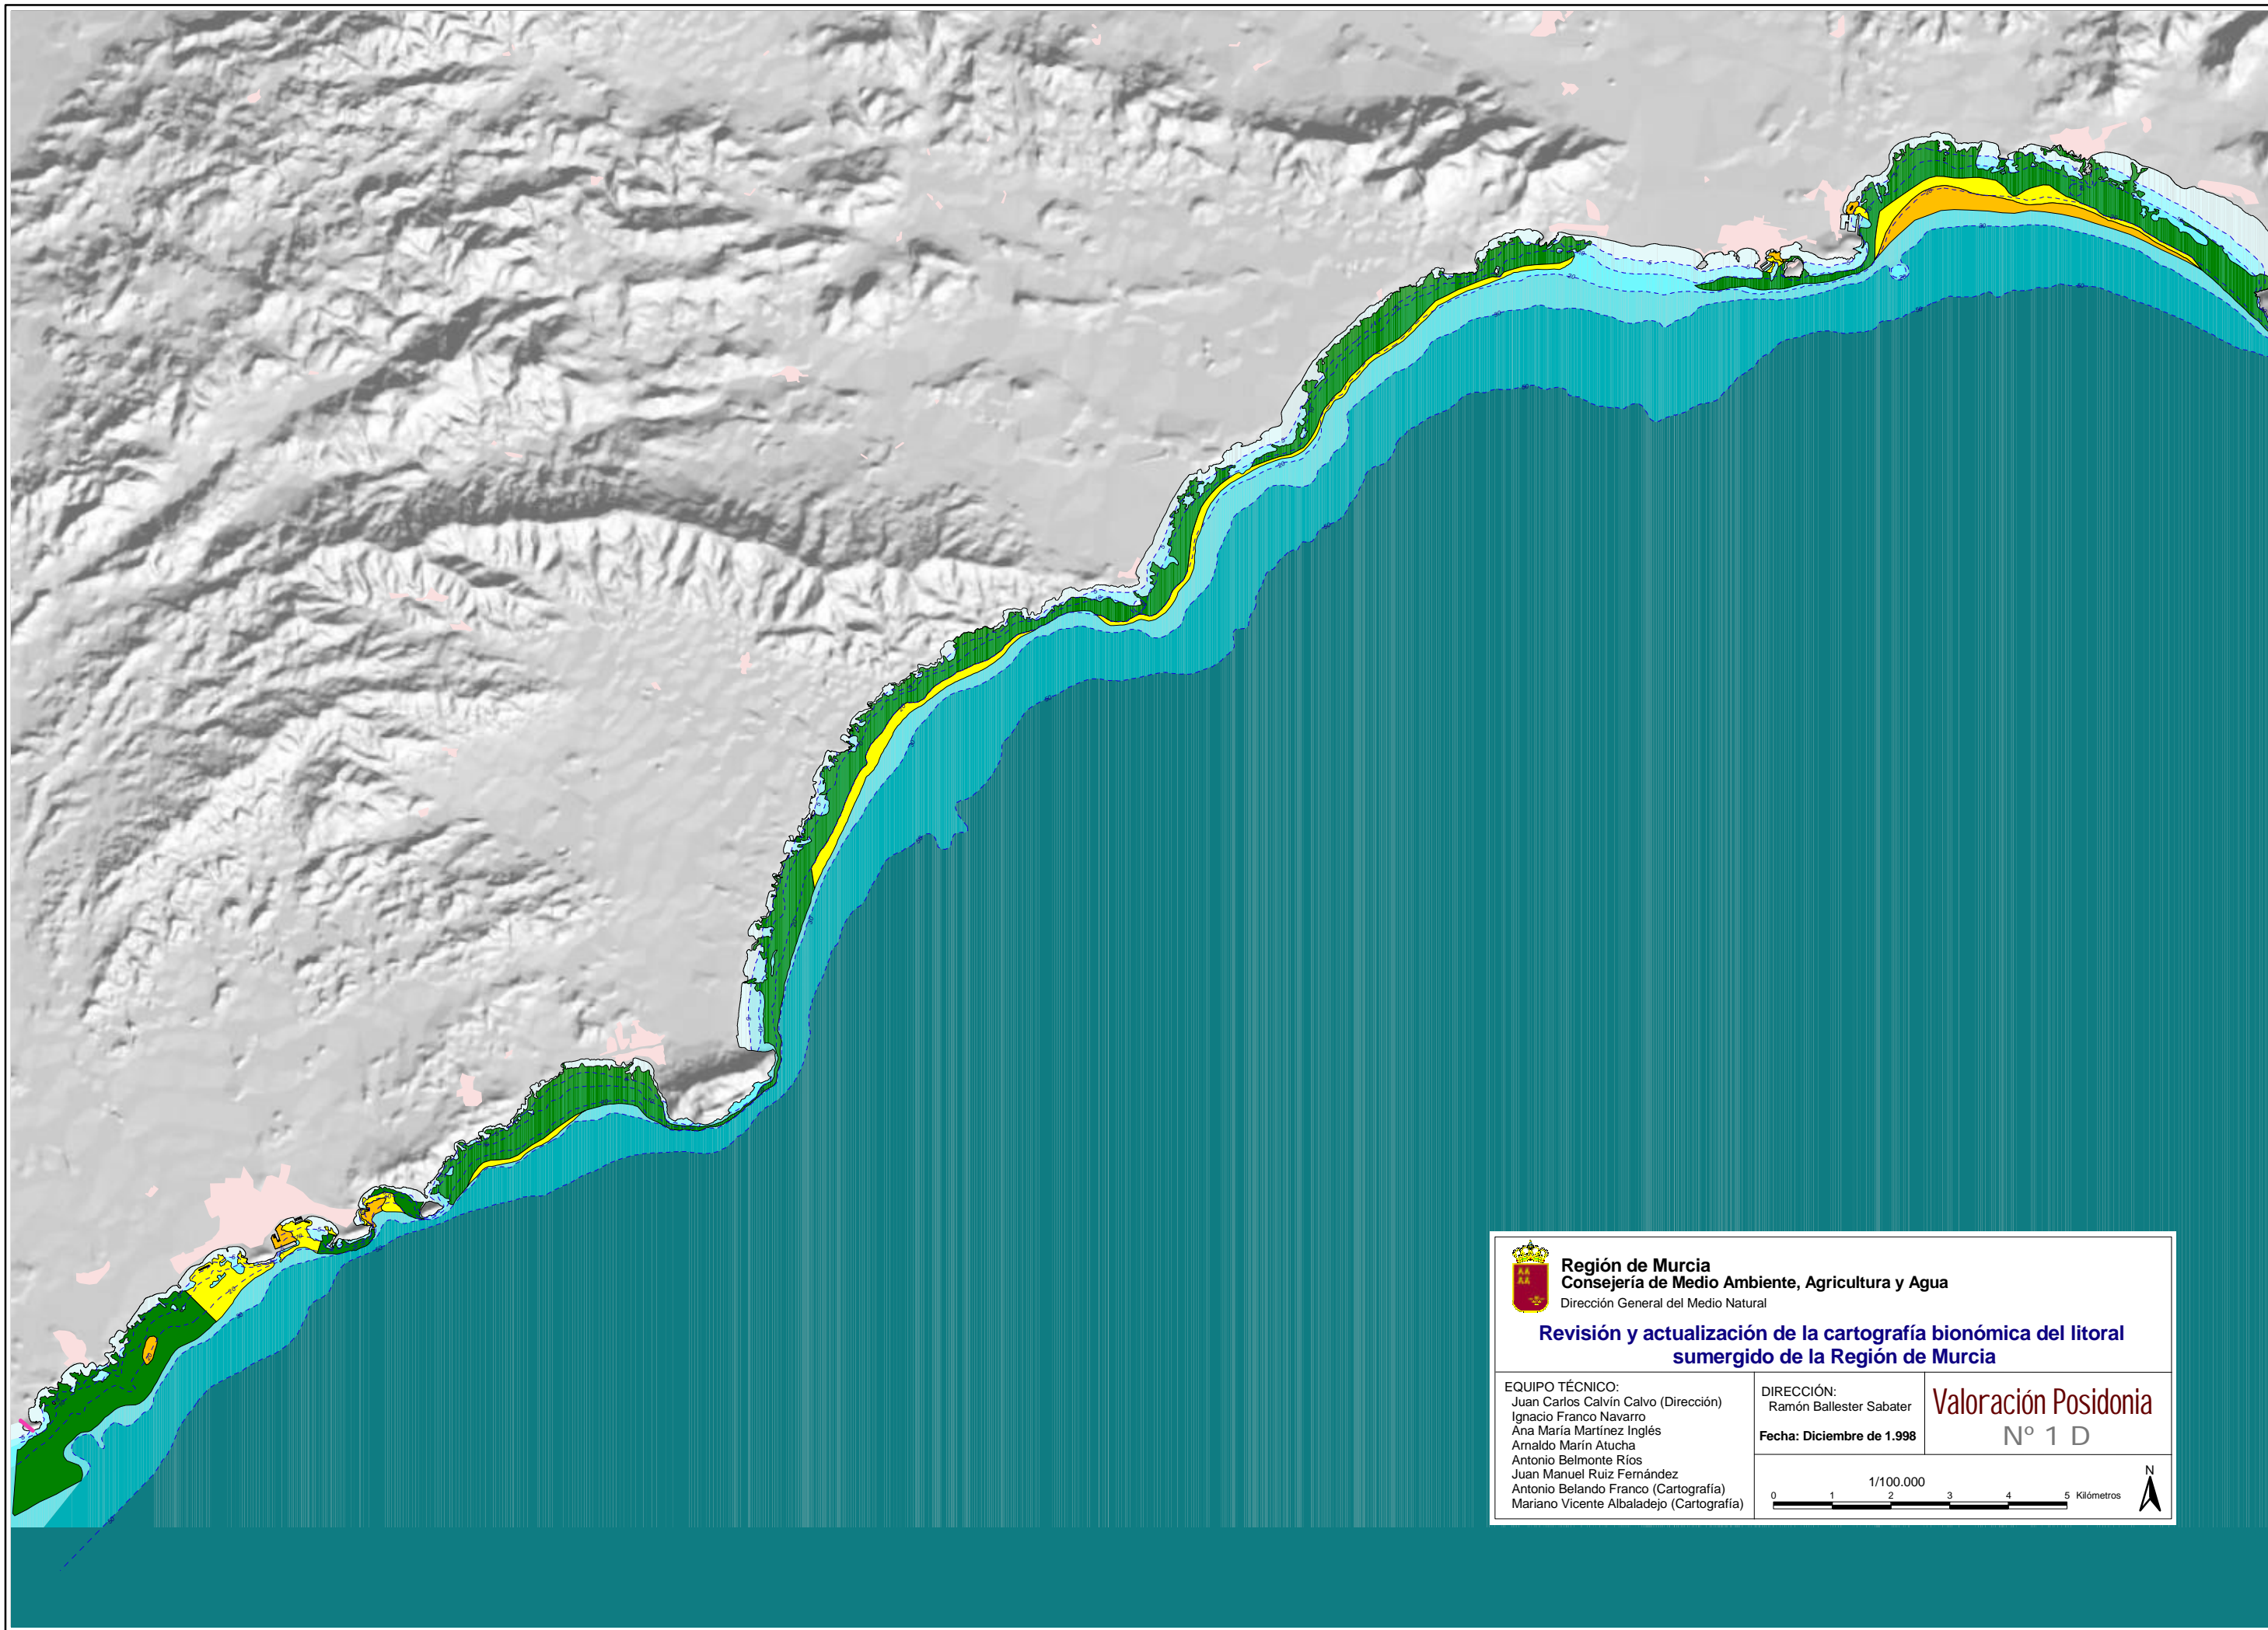 Región de Murcia
Consejería de Medio Ambiente, Agricultura y Agua
Dirección General del Medio Natural
Revisión y actualización de la cartografía bionómica del litoral
sumergido de la Región de Murcia
EQUIPO TÉCNICO:
Juan Carlos Calvín Calvo (Dirección)
Ignacio Franco Navarro
Ana María Martínez Inglés
Arnaldo Marín Atucha
Antonio Belmonte Ríos
Juan Manuel Ruiz Fernández
Antonio Belando Franco (Cartografía)
Mariano Vicente Albaladejo (Cartografía)
DIRECCIÓN:
Ramón Ballester Sabater
Fecha: Diciembre de 1.998
Valoración Posidonia
Nº 1 D
1/100.000
0 1 2 3 4 5 Kilómetros
N